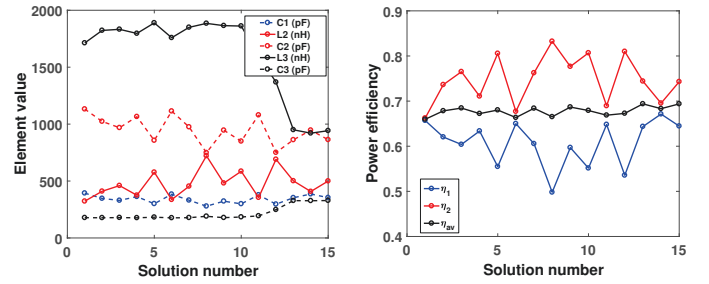 2000
1500
1000
500
0
0
5
10
15
Element value
Solution number
C1 (pF)
L2 (nH)
C2 (pF)
L3 (nH)
C3 (pF)
0.9
0.8
0.7
0.6
0.5
0.4
0
5
10
15
Power efficiency
Solution number
η1
η2
ηav